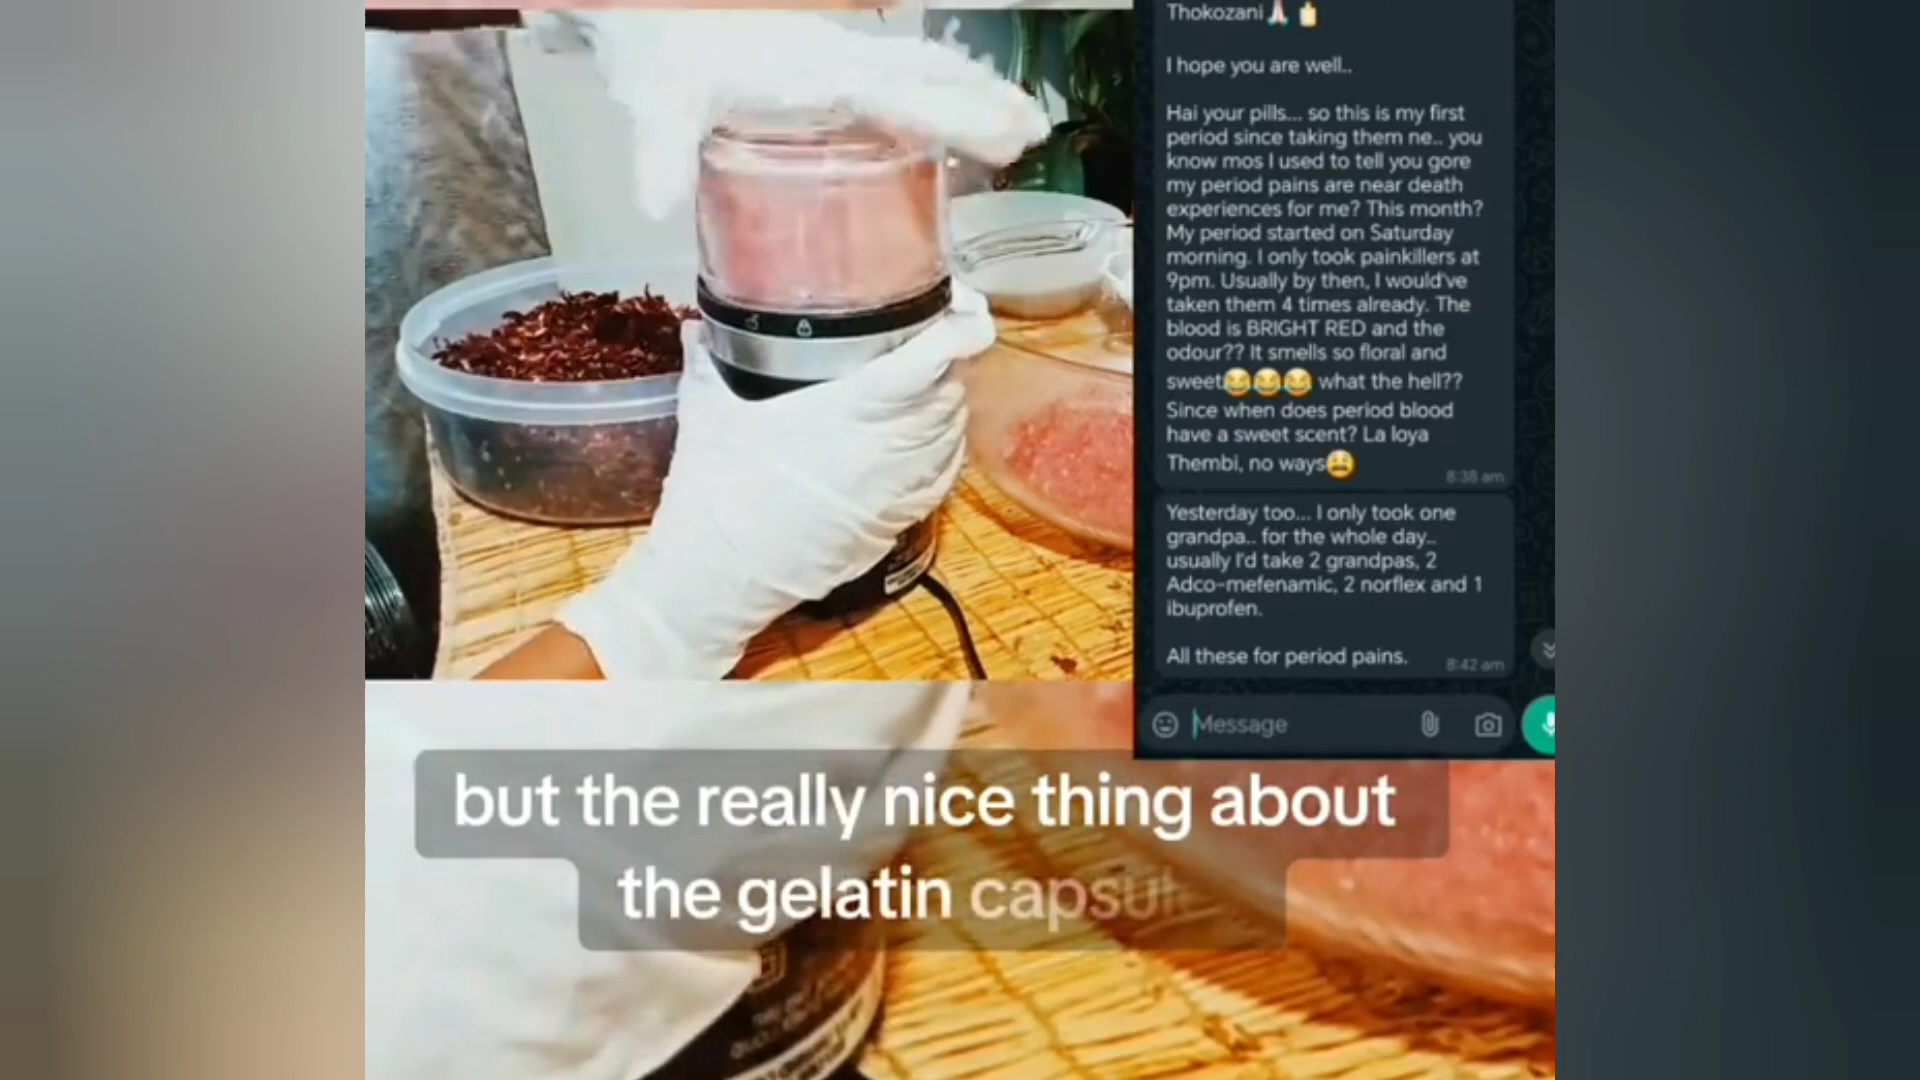 Thokozani🙏🏻🕯️
I hope you are well..
Hai your pills... so this is my first
period since taking them ne.. you
know mos I used to tell you gore
my period pains are near death
experiences for me? This month?
My period started on Saturday
morning. I only took painkillers at
9pm. Usually by then, I would've
taken them 4 times already. The
blood is BRIGHT RED and the
odour?? It smells so floral and
sweet😂😂😂 what the hell??
Since when does period blood
have a sweet scent? La loya
Thembi, no ways😫
8:38 am
Yesterday too... I only took one
grandpa.. for the whole day..
usually I'd take 2 grandpas, 2
Adco-mefenamic, 2 norflex and 1
ibuprofen.
All these for period pains.
8:42 am
Message
but the really nice thing about
the gelatin